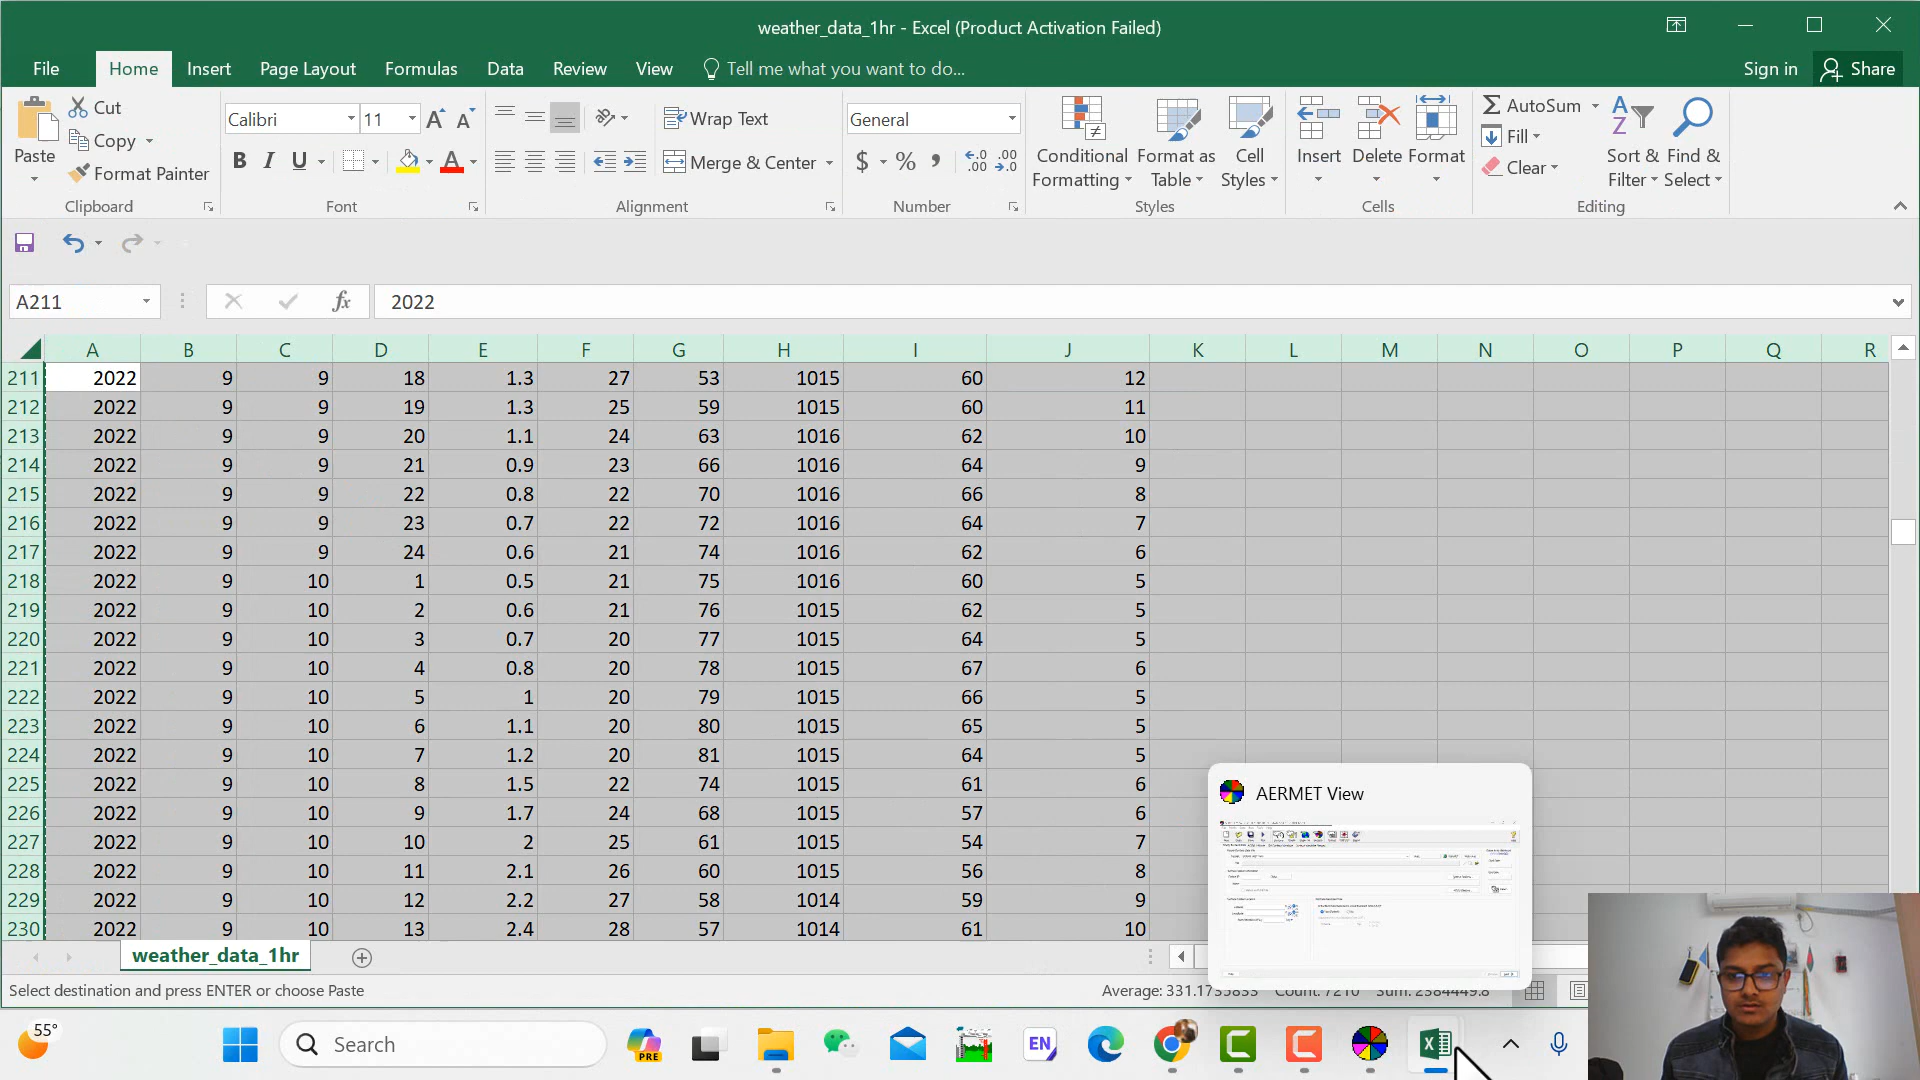 weather_data_1hr - Excel (Product Activation Failed)
File Home Insert Page Layout Formulas Data Review View Tell me what you want to do... Sign in Share
Paste Cut Copy Format Painter Clipboard
Calibri 11 B I U A A A Font
Wrap Text Merge & Center Alignment
General $ % , Number
Conditional Formatting Format as Table Cell Styles Styles
Insert Delete Format Cells
AutoSum Fill Clear Sort & Filter Find & Select Editing
A211 fx 2022
A B C D E F G H I J K L M N O P Q R
211 2022 9 9 18 1.3 27 53 1015 60 12
212 2022 9 9 19 1.3 25 59 1015 60 11
213 2022 9 9 20 1.1 24 63 1016 62 10
214 2022 9 9 21 0.9 23 66 1016 64 9
215 2022 9 9 22 0.8 22 70 1016 66 8
216 2022 9 9 23 0.7 22 72 1016 64 7
217 2022 9 9 24 0.6 21 74 1016 62 6
218 2022 9 10 1 0.5 21 75 1016 60 5
219 2022 9 10 2 0.6 21 76 1015 62 5
220 2022 9 10 3 0.7 20 77 1015 64 5
221 2022 9 10 4 0.8 20 78 1015 67 6
222 2022 9 10 5 1 20 79 1015 66 5
223 2022 9 10 6 1.1 20 80 1015 65 5
224 2022 9 10 7 1.2 20 81 1015 64 5
225 2022 9 10 8 1.5 22 74 1015 61 6
226 2022 9 10 9 1.7 24 68 1015 57 6
227 2022 9 10 10 2 25 61 1015 54 7
228 2022 9 10 11 2.1 26 60 1015 56 8
229 2022 9 10 12 2.2 27 58 1014 59 9
230 2022 9 10 13 2.4 28 57 1014 61 10
AERMET View
weather_data_1hr
Select destination and press ENTER or choose Paste
Average: 331.1735833 Count: 7210 Sum: 2384449.8
55° Search PRE EN